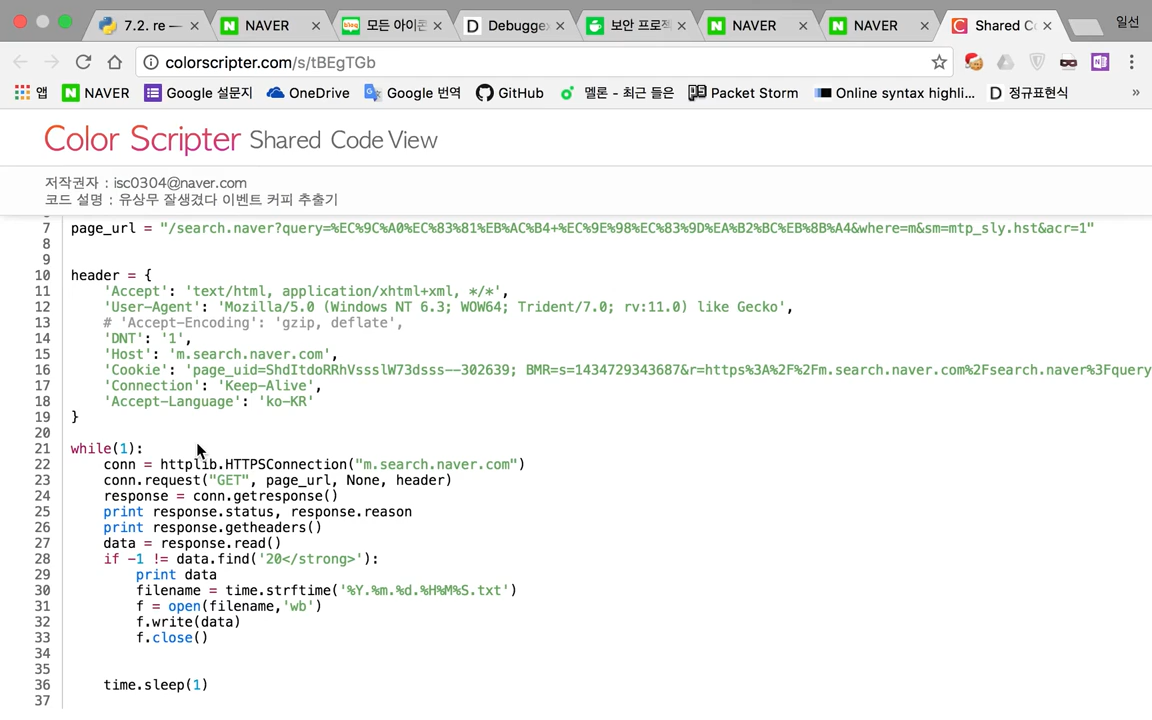 7.2. re —
NAVER
모든 아이콘
Debugge
보안 프로젝
NAVER
NAVER
Shared Co
일선
colorscripter.com/s/tBEgTGb
앱
NAVER
Google 설문지
OneDrive
Google 번역
GitHub
멜론 - 최근 들은
Packet Storm
Online syntax highli...
D 정규표현식
»
Color Scripter Shared Code View
저작권자 : isc0304@naver.com
코드 설명 : 유상무 잘생겼다 이벤트 커피 추출기
7 page_url = "/search.naver?query=%EC%9C%A0%EC%83%81%EB%AC%B4+%EC%9E%98%EC%83%9D%EA%B2%BC%EB%8B%A4&where=m&sm=mtp_sly.hst&acr=1"
8
9
10 header = {
11 'Accept': 'text/html, application/xhtml+xml, */*',
12 'User-Agent': 'Mozilla/5.0 (Windows NT 6.3; WOW64; Trident/7.0; rv:11.0) like Gecko',
13 # 'Accept-Encoding': 'gzip, deflate',
14 'DNT': '1',
15 'Host': 'm.search.naver.com',
16 'Cookie': 'page_uid=ShdItdoRRhVssslW73dsss--302639; BMR=s=1434729343687&r=https%3A%2F%2Fm.search.naver.com%2Fsearch.naver%3Fquery
17 'Connection': 'Keep-Alive',
18 'Accept-Language': 'ko-KR'
19 }
20
21 while(1):
22 conn = httplib.HTTPSConnection("m.search.naver.com")
23 conn.request("GET", page_url, None, header)
24 response = conn.getresponse()
25 print response.status, response.reason
26 print response.getheaders()
27 data = response.read()
28 if -1 != data.find('20</strong>'):
29 print data
30 filename = time.strftime('%Y.%m.%d.%H%M%S.txt')
31 f = open(filename,'wb')
32 f.write(data)
33 f.close()
34
35
36 time.sleep(1)
37